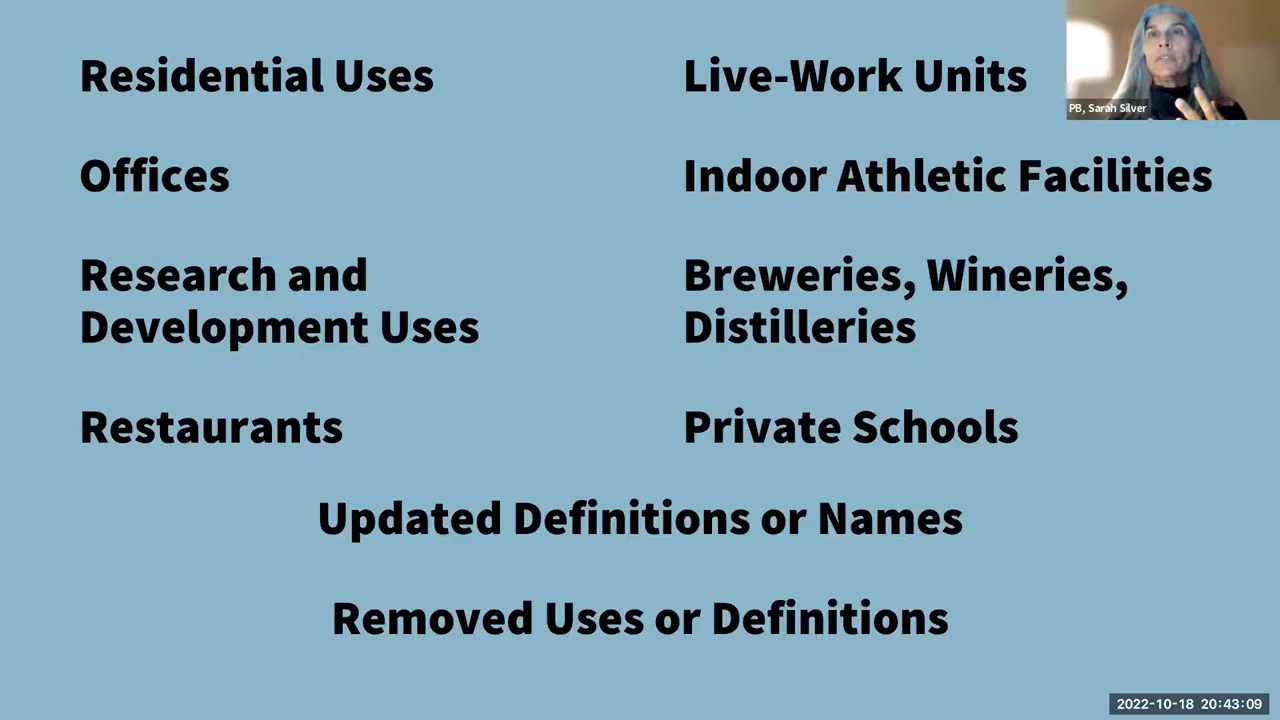 Residential Uses
Live-Work Units
PB, Sarah Silver
Offices
Indoor Athletic Facilities
Research and
Development Uses
Breweries, Wineries,
Distilleries
Restaurants
Private Schools
Updated Definitions or Names
Removed Uses or Definitions
2022-10-18 20:43:09